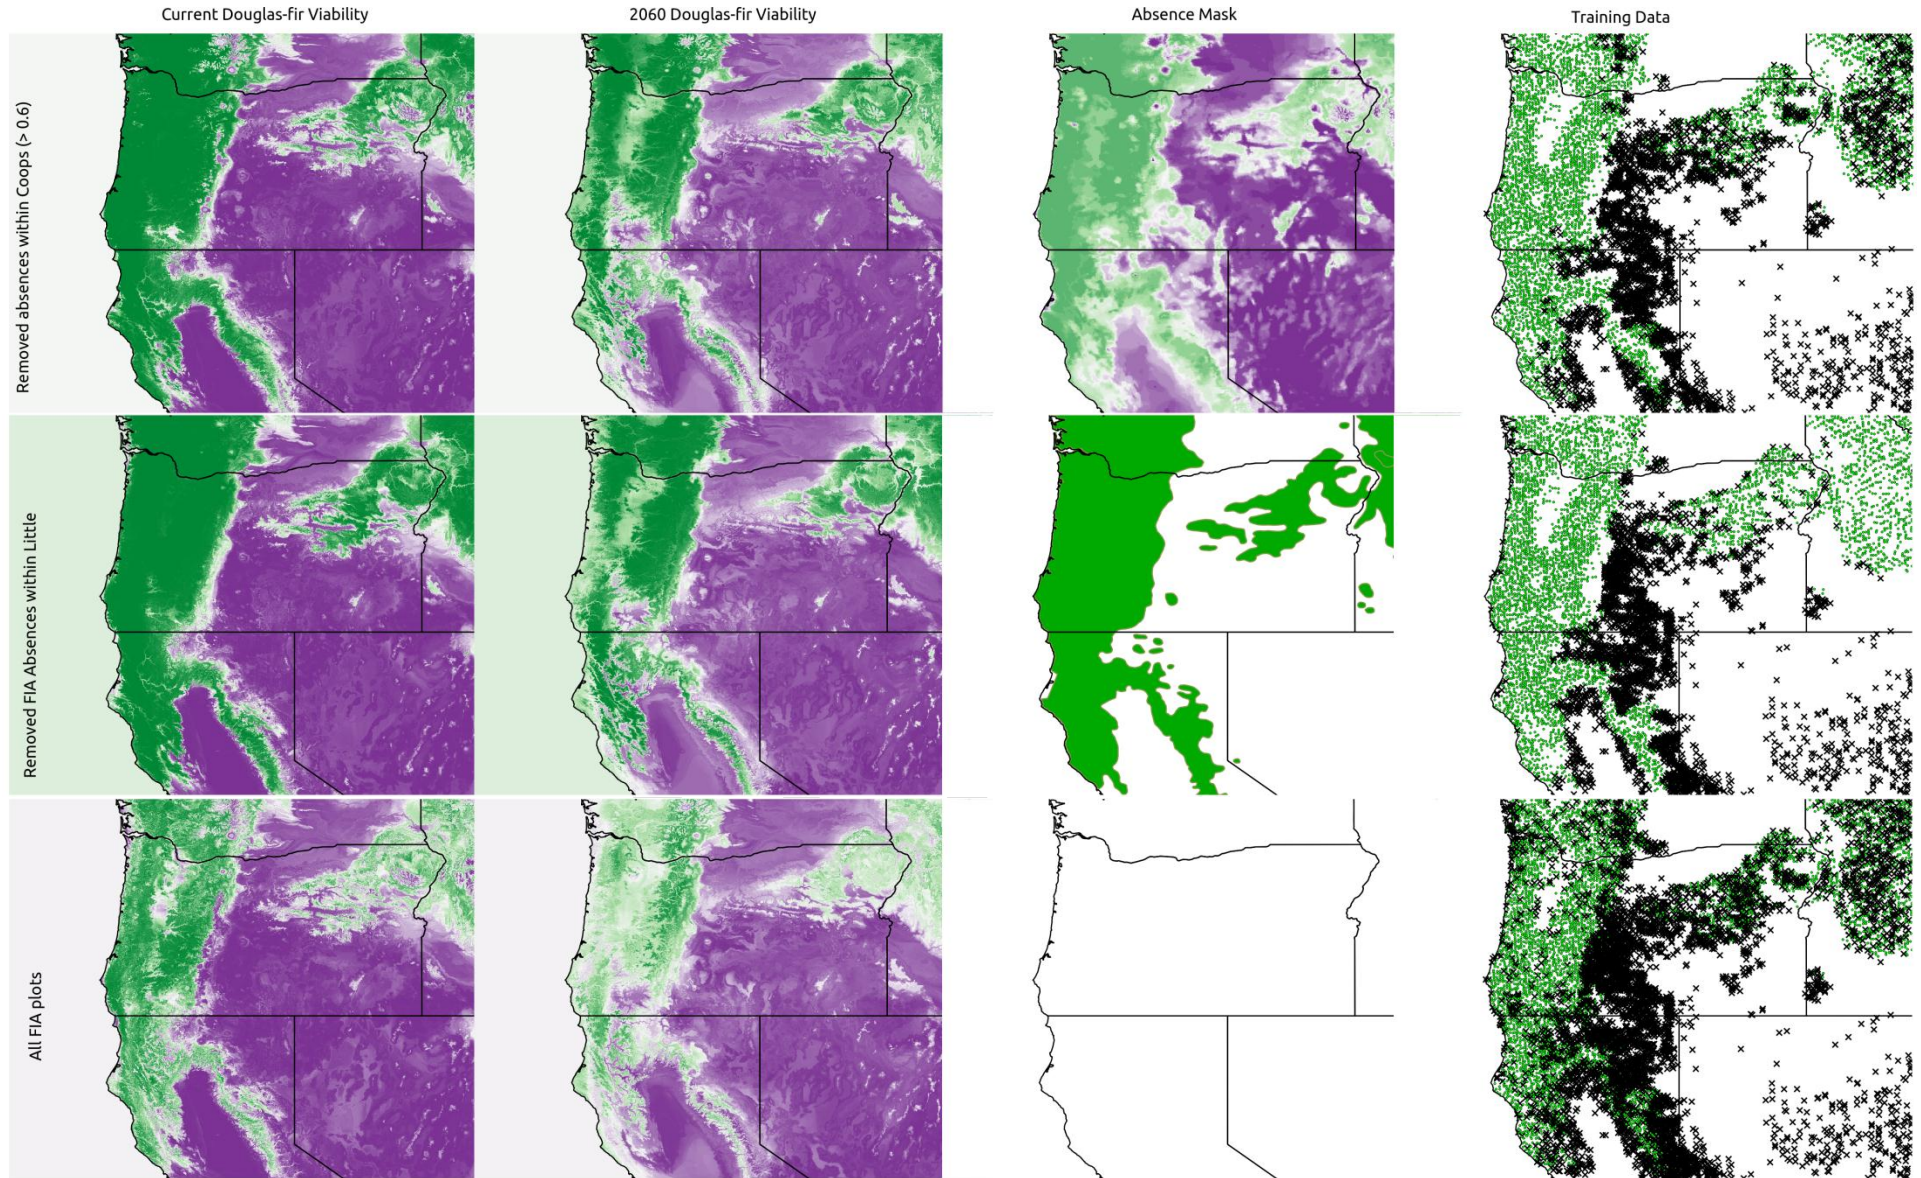 Current Douglas-fir Viability
2060 Douglas-fir Viability
Absence Mask
Training Data
Removed absences within Coops (> 0.6)
Removed FIA Absences within Little
All FIA plots